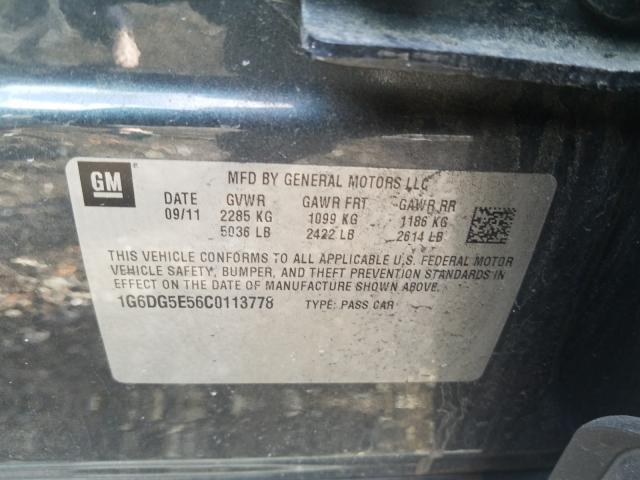 GM
MFD BY GENERAL MOTORS LLC
DATE GVWR GAWR FRT GAWR RR
09/11 2285 KG 1099 KG 1186 KG
5036 LB 2422 LB 2614 LB
THIS VEHICLE CONFORMS TO ALL APPLICABLE U.S. FEDERAL MOTOR
VEHICLE SAFETY, BUMPER, AND THEFT PREVENTION STANDARDS IN
EFFECT ON THE DATE OF MANUFACTURE SHOWN ABOVE.
1G6DG5E56C0113778 TYPE: PASS CAR